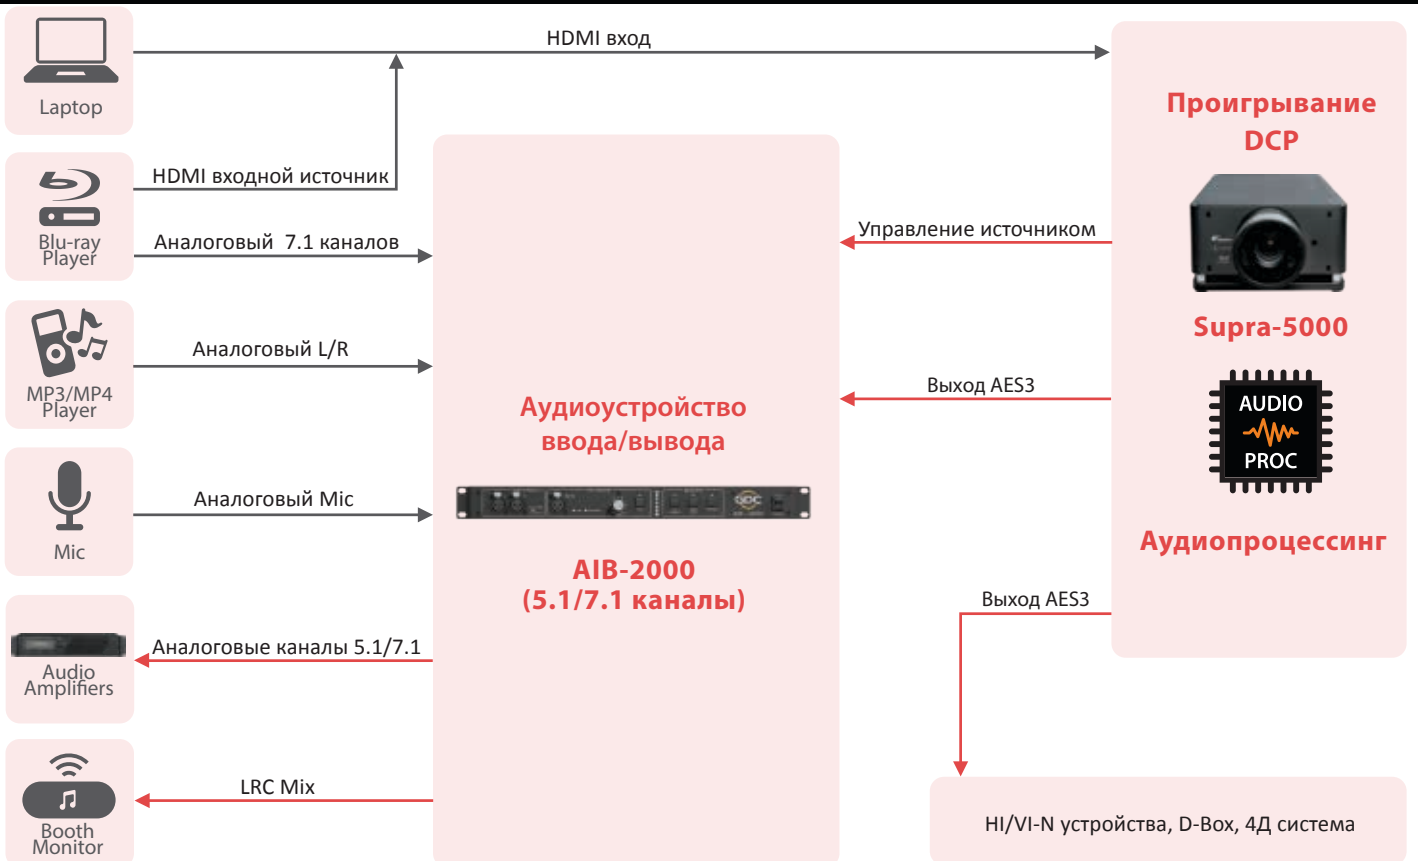 HDMI вход
Laptop
Проигрывание
DCP
HDMI входной источник
Blu-ray
Player
Аналоговый 7.1 каналов
Управление источником
Supra-5000
MP3/MP4
Player
Аналоговый L/R
Аудиоустройство
ввода/вывода
Выход AES3
AUDIO
PROC
Mic
Аналоговый Mic
GDC
AIB-2000
(5.1/7.1 каналы)
Аудиопроцессинг
Выход AES3
Audio
Amplifiers
Аналоговые каналы 5.1/7.1
Booth
Monitor
LRC Mix
HI/VI-N устройства, D-Box, 4Д система